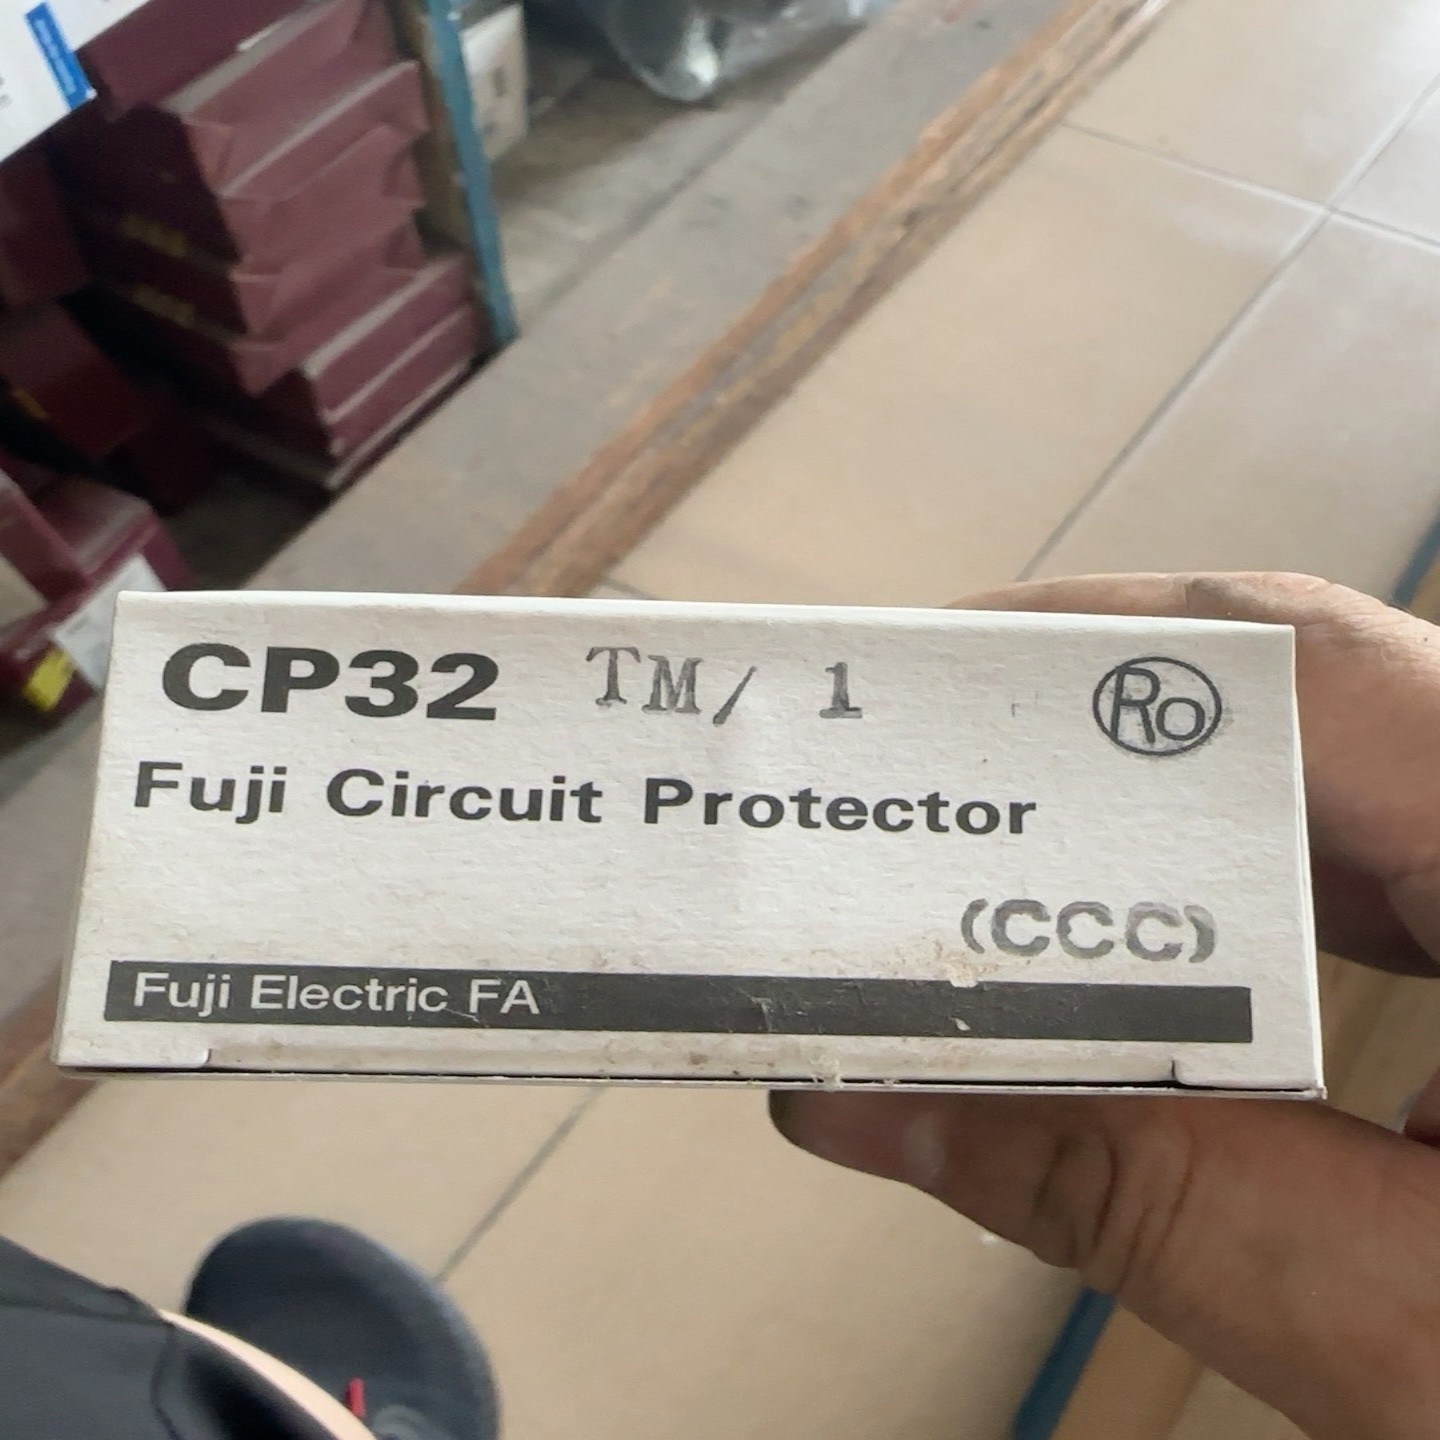 CP32 TM/ 1 Ro
Fuji Circuit Protector
(CCC)
Fuji Electric FA